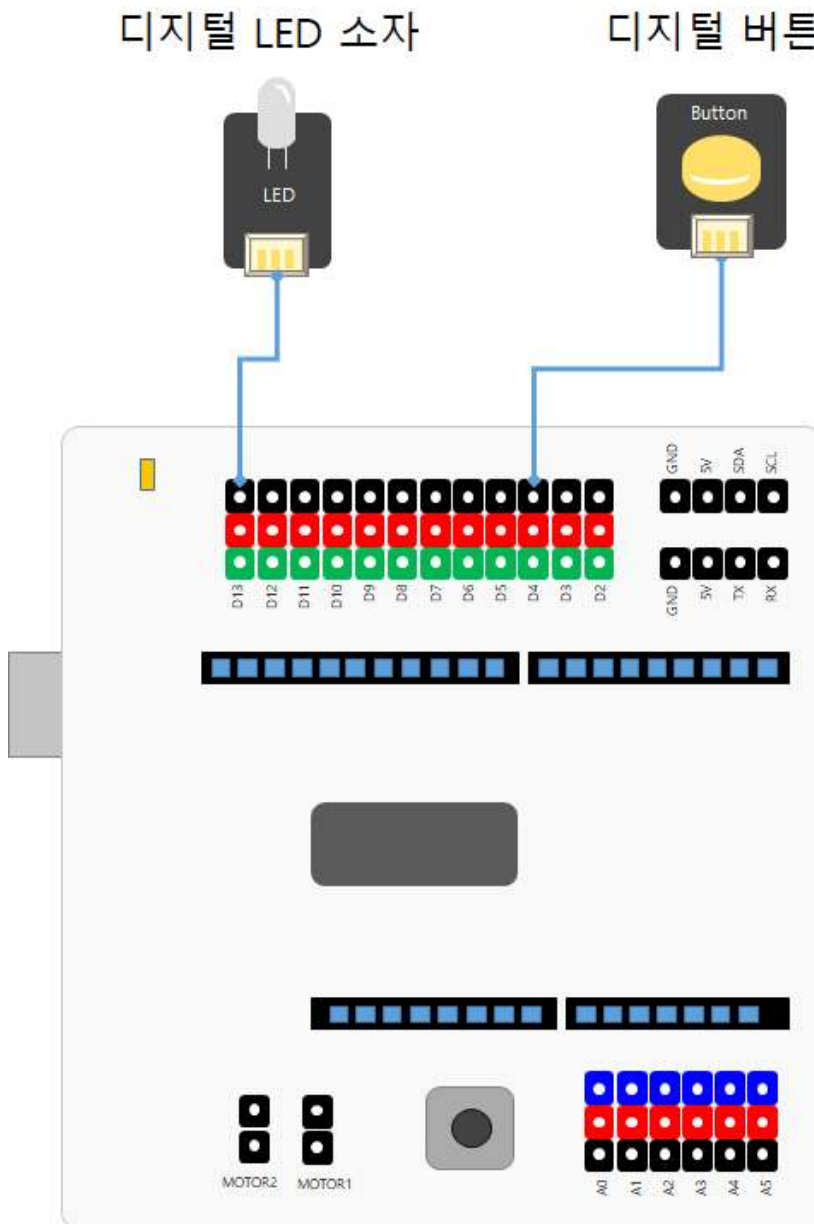 디지털 LED 소자
디지털 버튼
Button
LED
GND 5V SDA SCL
D13 D12 D11 D10 D9 D8 D7 D6 D5 D4 D3 D2
GND 5V TX RX
MOTOR2 MOTOR1
A0 A1 A2 A3 A4 A5